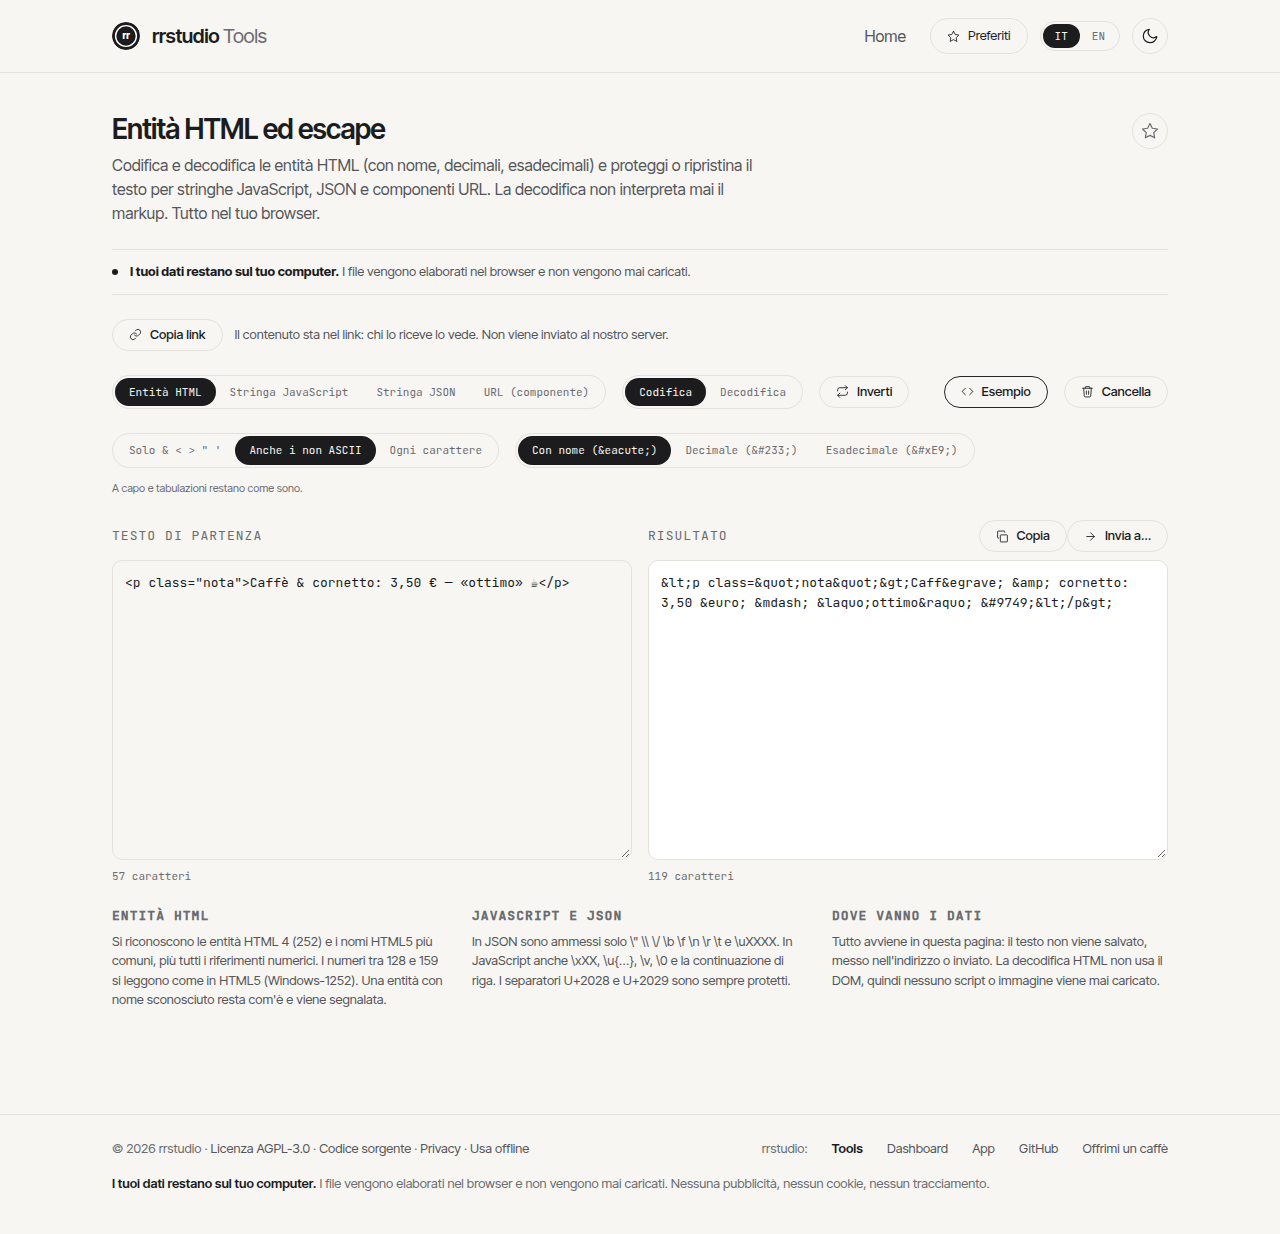 rr rrstudio Tools
Home
Preferiti
IT EN
Entità HTML ed escape
Codifica e decodifica le entità HTML (con nome, decimali, esadecimali) e proteggi o ripristina il
testo per stringhe JavaScript, JSON e componenti URL. La decodifica non interpreta mai il
markup. Tutto nel tuo browser.
I tuoi dati restano sul tuo computer. I file vengono elaborati nel browser e non vengono mai caricati.
Copia link Il contenuto sta nel link: chi lo riceve lo vede. Non viene inviato al nostro server.
Entità HTML Stringa JavaScript Stringa JSON URL (componente) Codifica Decodifica Inverti Esempio Cancella
Solo & < > " ' Anche i non ASCII Ogni carattere Con nome (&eacute;) Decimale (&#233;) Esadecimale (&#xE9;)
A capo e tabulazioni restano come sono.
TESTO DI PARTENZA
<p class="nota">Caffè & cornetto: 3,50 € — «ottimo» ☕</p>
57 caratteri
RISULTATO
Copia Invia a...
&lt;p class=&quot;nota&quot;&gt;Caff&egrave; &amp; cornetto:
3,50 &euro; &mdash; &laquo;ottimo&raquo; &#9749;&lt;/p&gt;
119 caratteri
ENTITÀ HTML
Si riconoscono le entità HTML 4 (252) e i nomi HTML5 più
comuni, più tutti i riferimenti numerici. I numeri tra 128 e 159
si leggono come in HTML5 (Windows-1252). Una entità con
nome sconosciuto resta com'è e viene segnalata.
JAVASCRIPT E JSON
In JSON sono ammessi solo \" \\ \/ \b \f \n \r \t e \uXXXX. In
JavaScript anche \xXX, \u{...}, \v, \0 e la continuazione di
riga. I separatori U+2028 e U+2029 sono sempre protetti.
DOVE VANNO I DATI
Tutto avviene in questa pagina: il testo non viene salvato,
messo nell'indirizzo o inviato. La decodifica HTML non usa il
DOM, quindi nessuno script o immagine viene mai caricato.
© 2026 rrstudio · Licenza AGPL-3.0 · Codice sorgente · Privacy · Usa offline
rrstudio: Tools Dashboard App GitHub Offrimi un caffè
I tuoi dati restano sul tuo computer. I file vengono elaborati nel browser e non vengono mai caricati. Nessuna pubblicità, nessun cookie, nessun tracciamento.